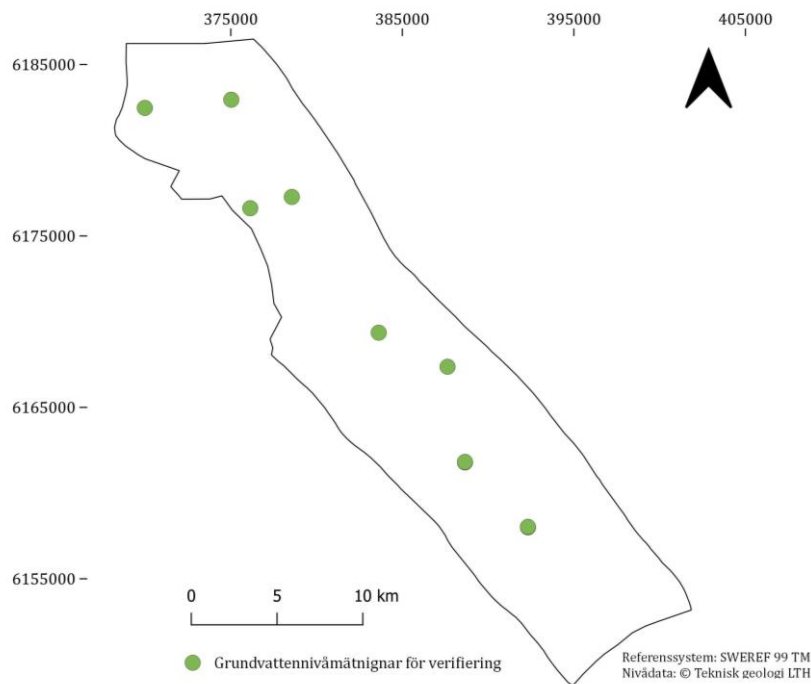 375000 385000 395000 405000
6185000
6175000
6165000
6155000
0 5 10 km
Grundvattennivåmätnignar för verifiering
Referenssystem: SWEREF 99 TM
Nivådata: © Teknisk geologi LTH